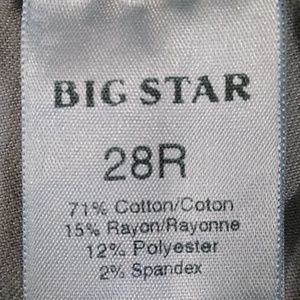 BIG STAR
28R
71% Cotton/Coton
15% Rayon/Rayonne
12% Polyester
2% Spandex